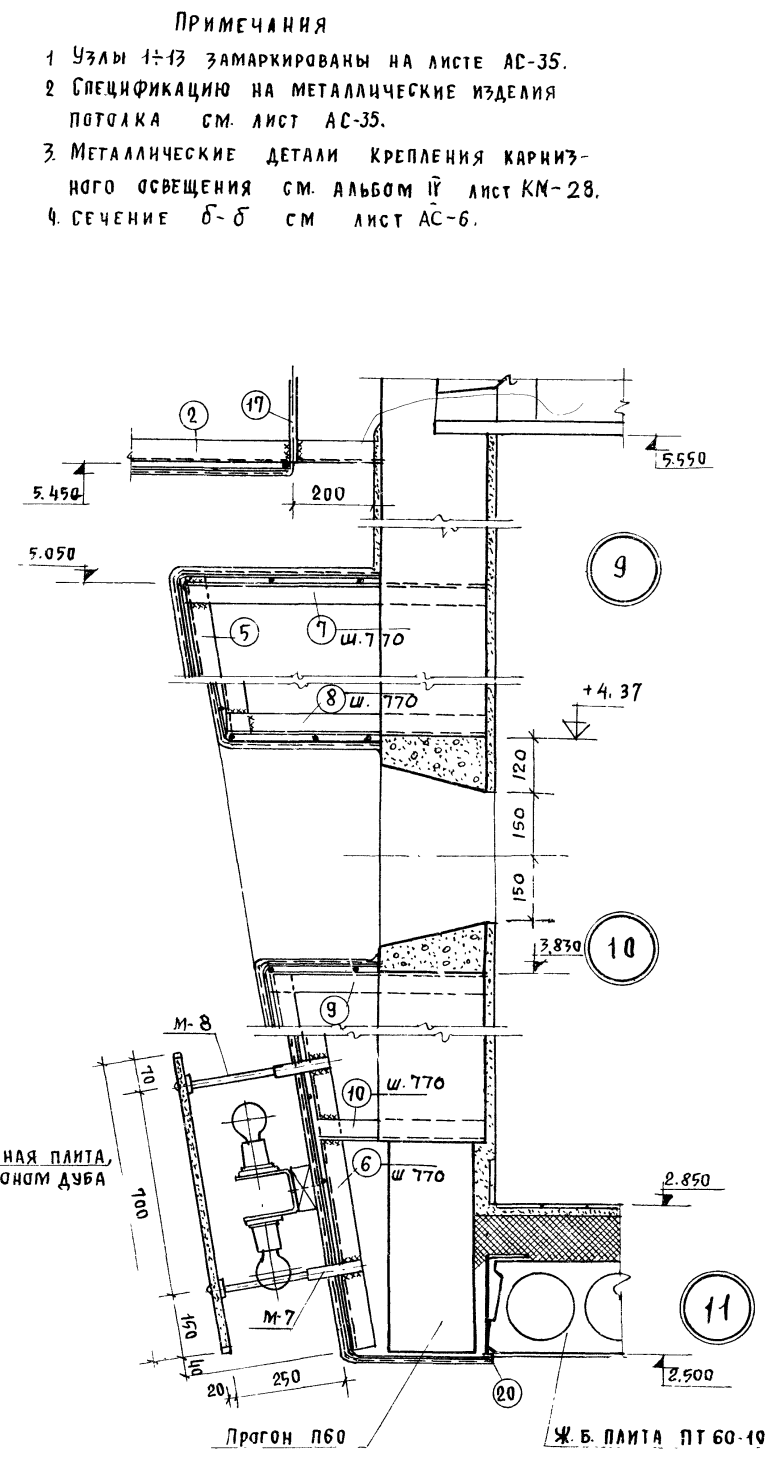 ПРИМЕЧАНИЯ
1 Узлы 1÷13 замаркированы на листе АС-35.
2 Спецификацию на металлические изделия
потолка см. лист АС-35.
3. Металлические детали крепления карниз-
ного освещения см. альбом IV лист КМ-28.
4. Сечение б-б см лист АС-6.
17
2
5.450
200
5.550
5.050
9
5
7
ш.770
8
ш. 770
+4.37
120
150
150
3,830
10
9
М-8
70
ш.770
10
ная плита,
оном дуба
6
ш 770
700
2.850
М-7
11
150
40
20
250
20
2.500
Прогон П60
Ж.Б. плита ПТ 60-10